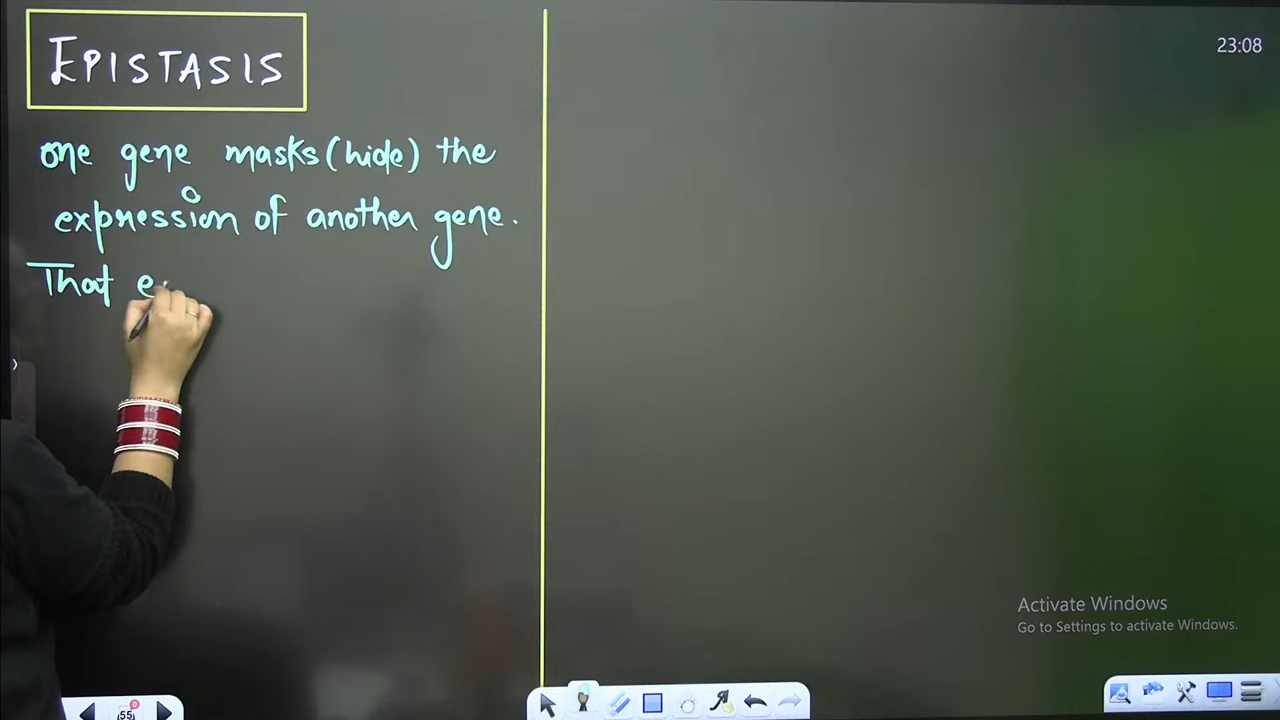 EPISTASIS
one gene masks (hide) the
expression of another gene.
That
23:08
Activate Windows
Go to Settings to activate Windows.
55